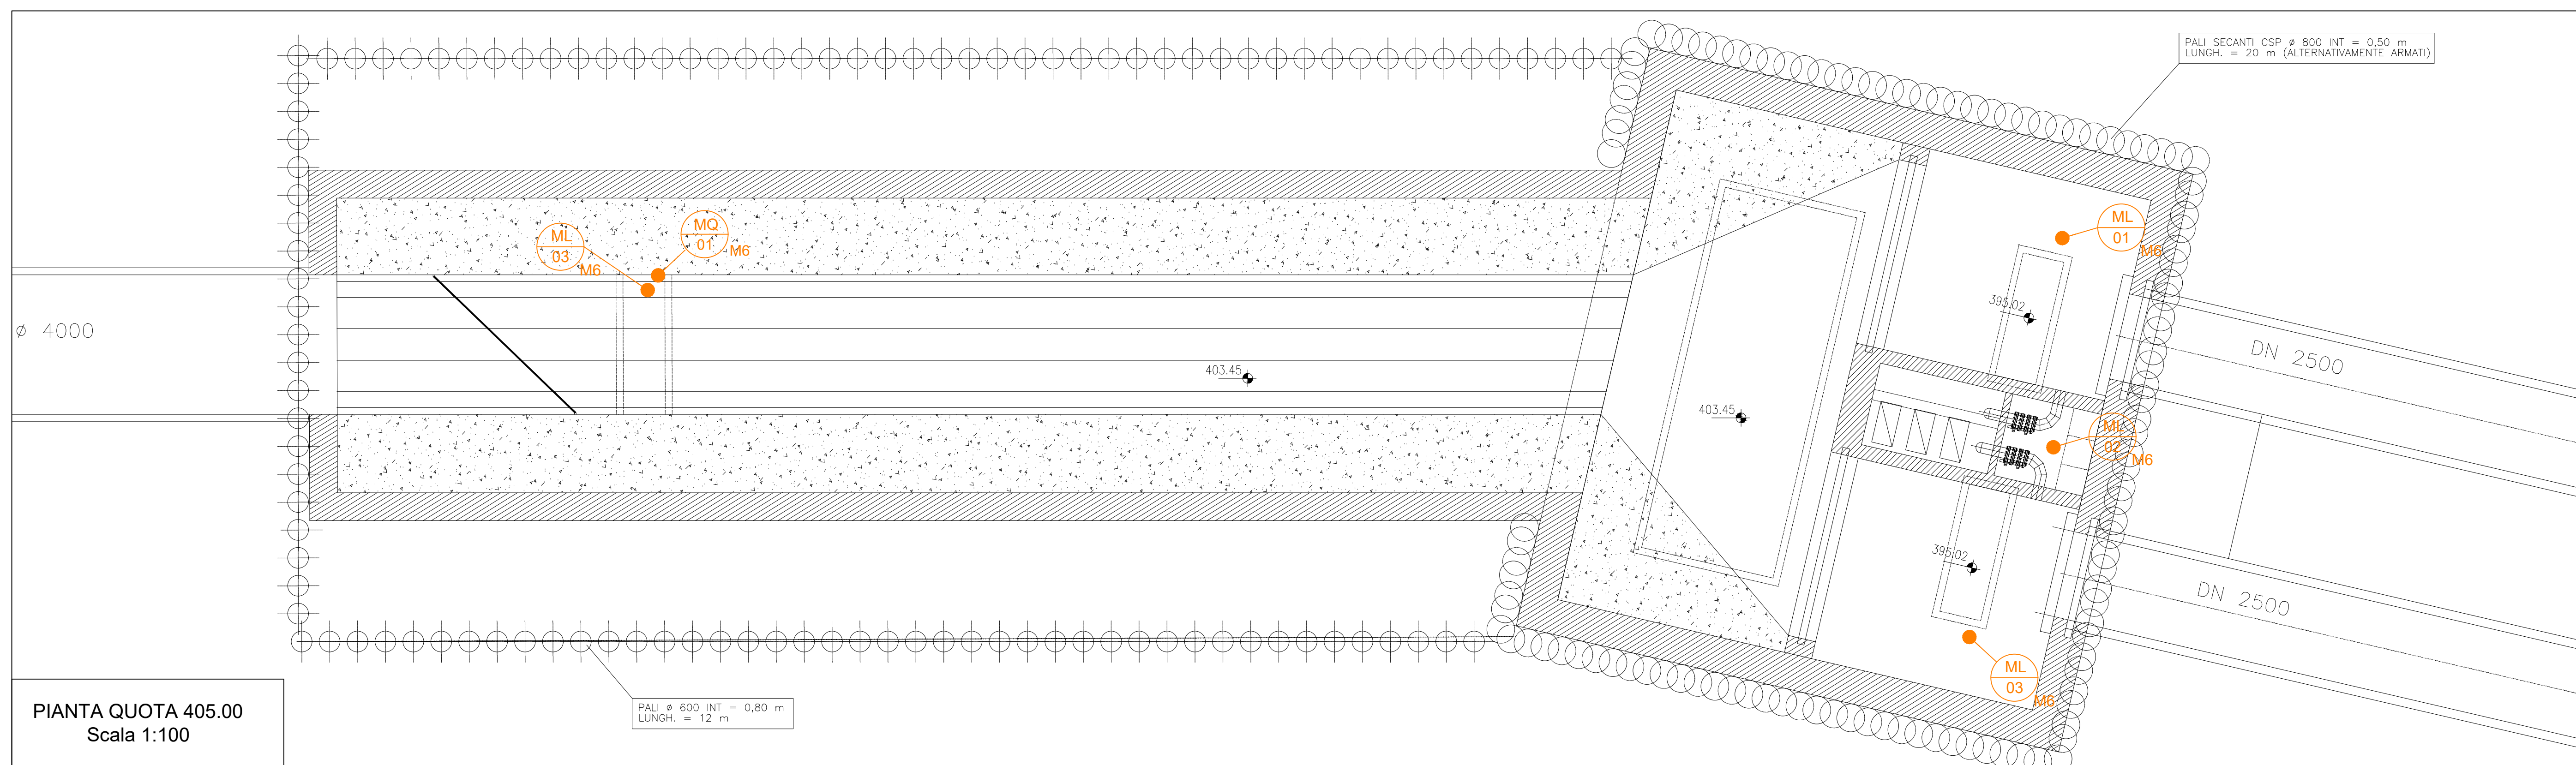 PALI SECANTI CSP ø 800 INT = 0,50 m
LUNGH. = 20 m (ALTERNATIVAMENTE ARMATI)
ML
03
M6
MQ
01
M6
ML
01
M6
395.02
ø 4000
DN 2500
403.45
403.45
ML
02
M6
395.02
DN 2500
ML
03
M6
PALI ø 600 INT = 0,80 m
LUNGH. = 12 m
PIANTA QUOTA 405.00
Scala 1:100